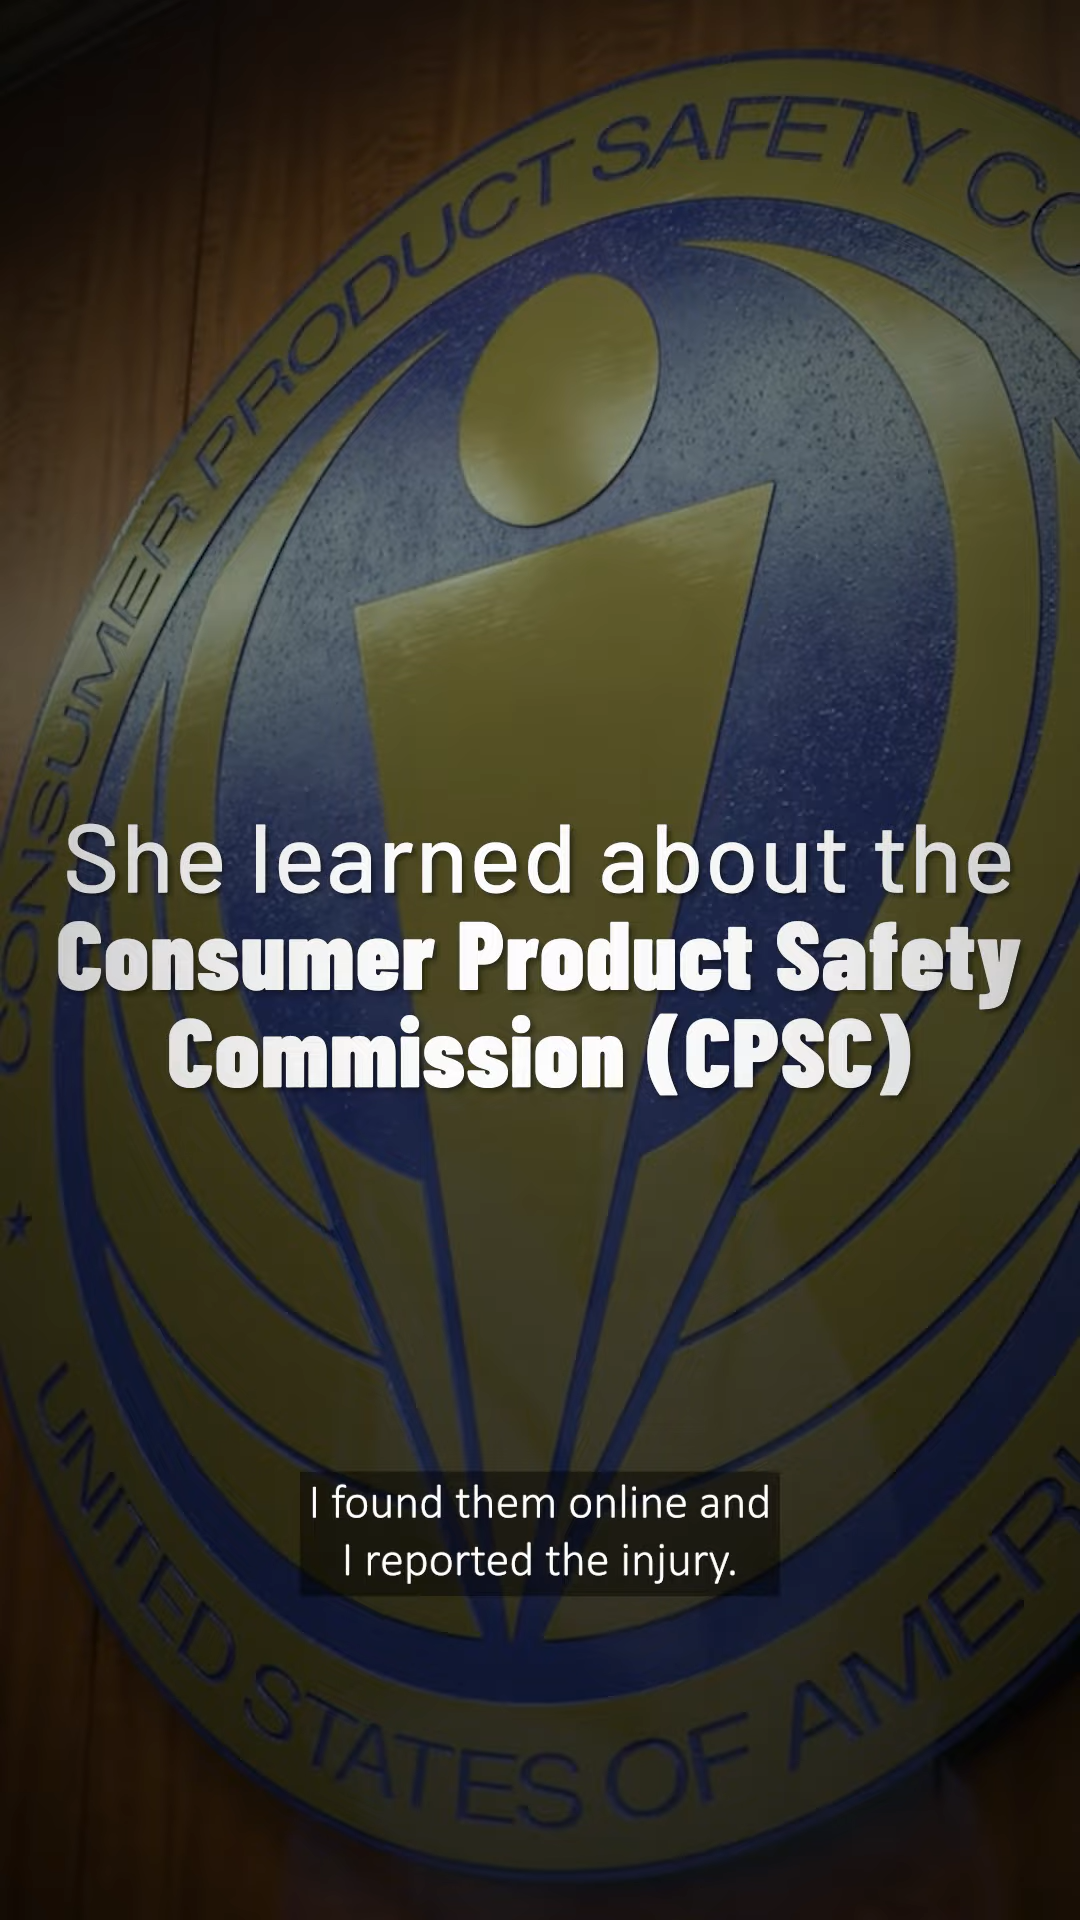 CONSUMER PRODUCT SAFETY CO
She learned about the
Consumer Product Safety
Commission (CPSC)
I found them online and
I reported the injury.
UNITED STATES OF AMERI